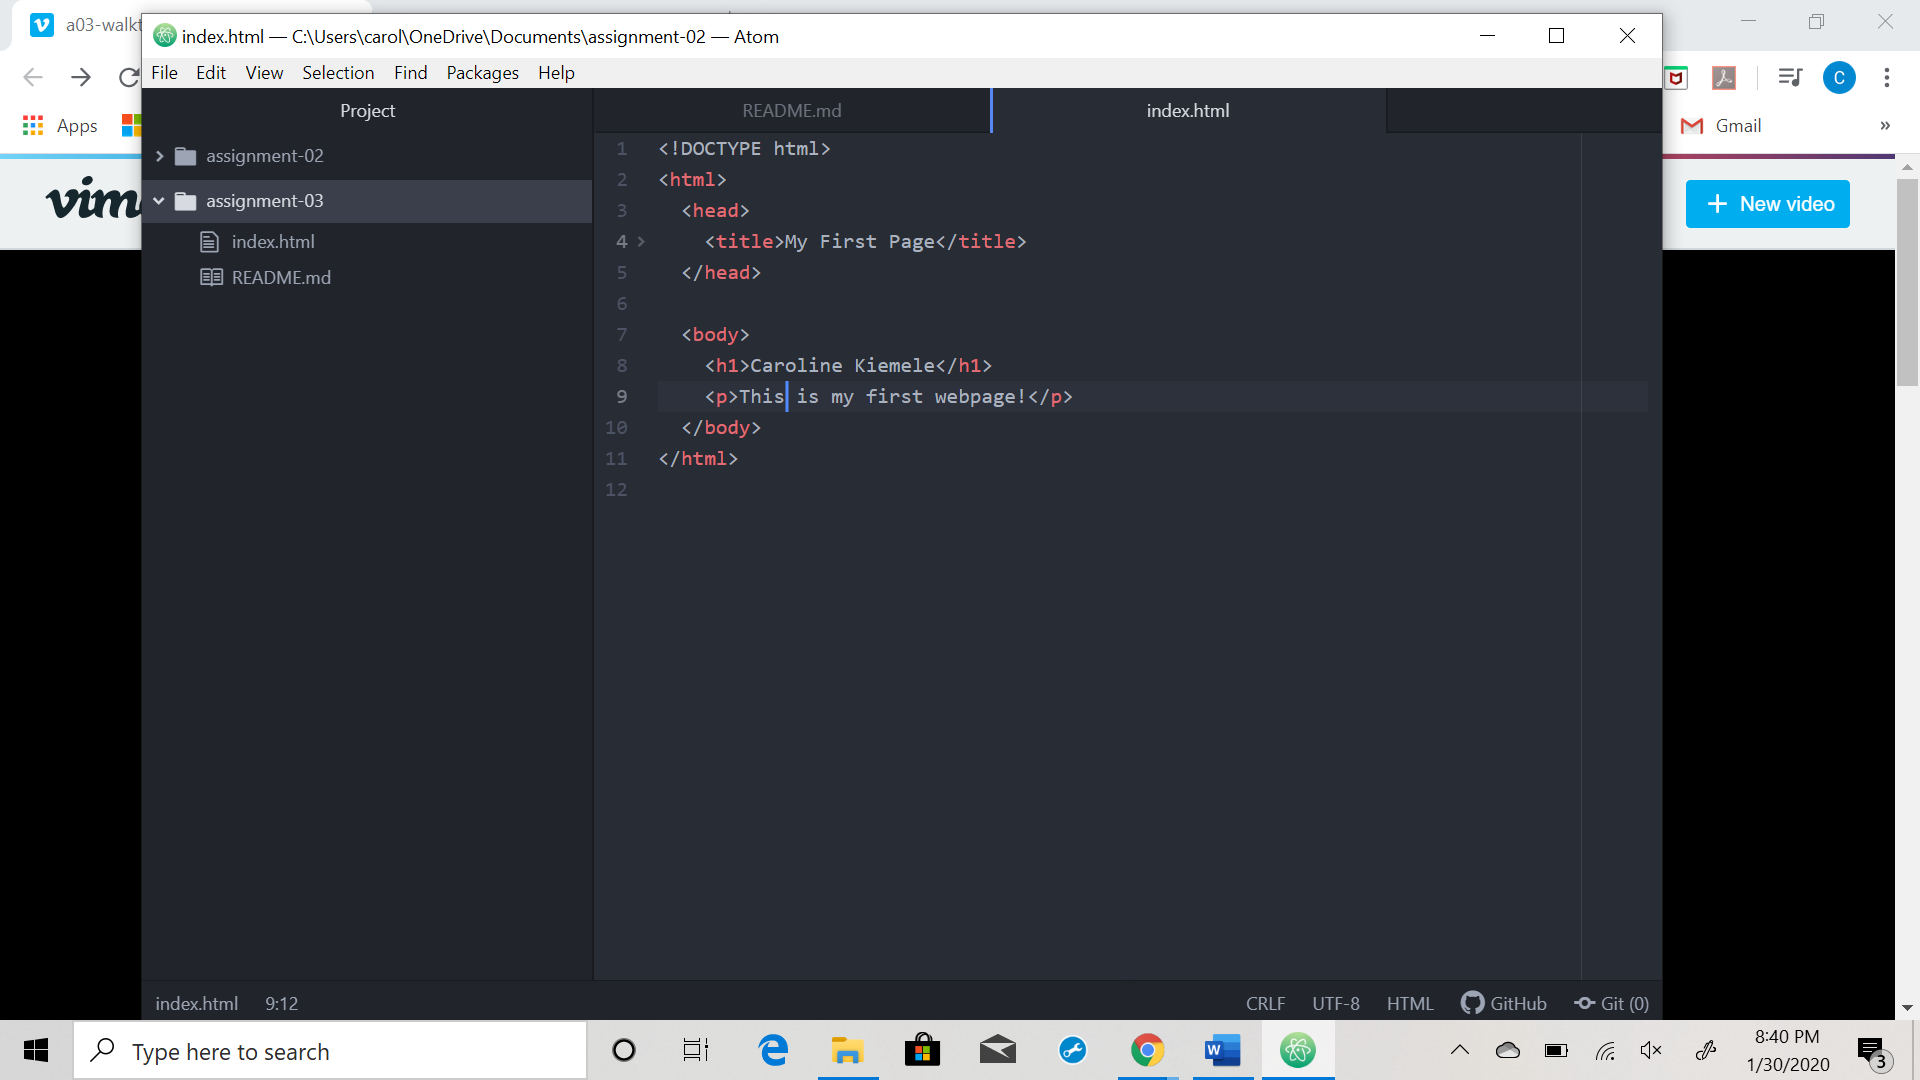 a03-walkt
index.html — C:\Users\carol\OneDrive\Documents\assignment-02 — Atom
File Edit View Selection Find Packages Help
C
Apps
Gmail
»
Project
README.md
index.html
assignment-02
assignment-03
index.html
README.md
vim
New video
1 <!DOCTYPE html>
2 <html>
3 <head>
4 <title>My First Page</title>
5 </head>
6
7 <body>
8 <h1>Caroline Kiemele</h1>
9 <p>This is my first webpage!</p>
10 </body>
11 </html>
12
index.html 9:12
CRLF UTF-8 HTML GitHub Git (0)
Type here to search
8:40 PM
1/30/2020
3